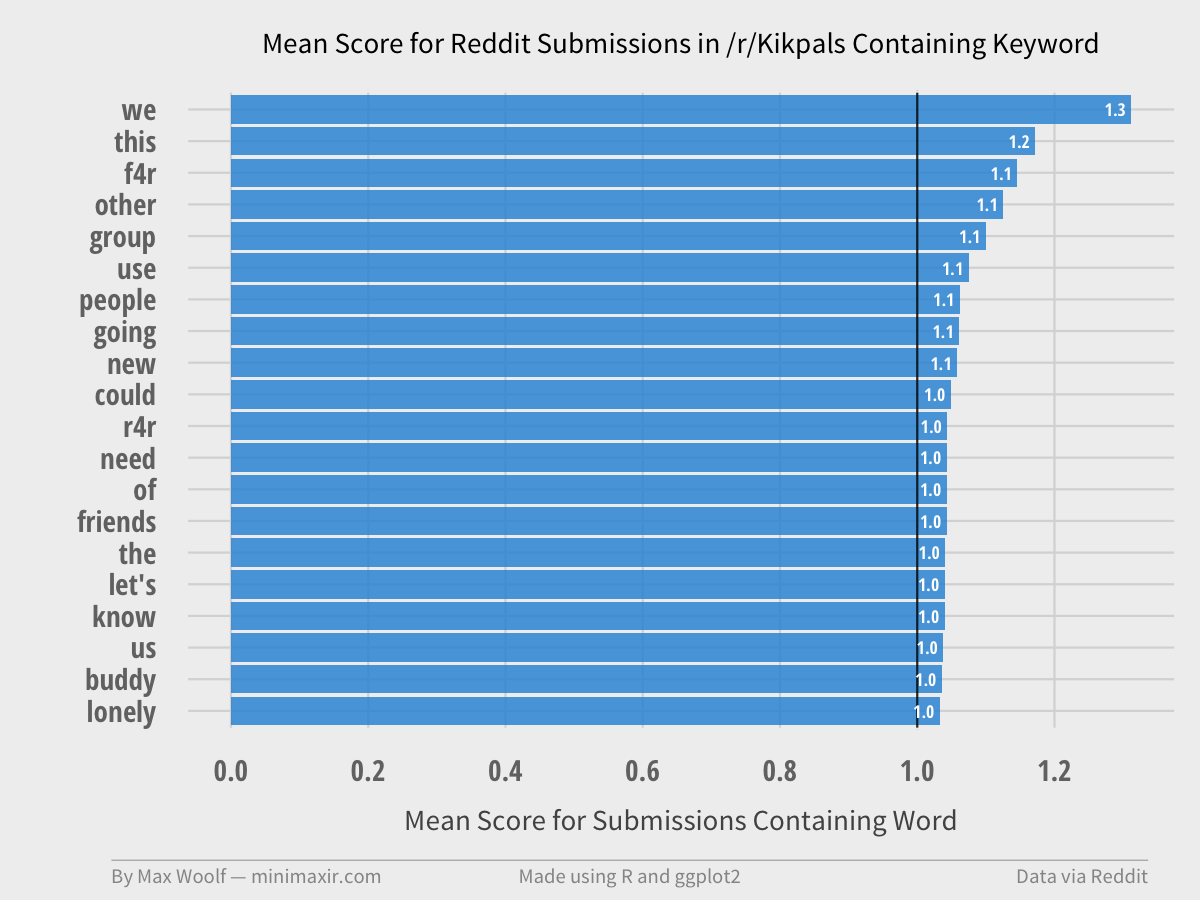 Mean Score for Reddit Submissions in /r/Kikpals Containing Keyword
we 1.3
this 1.2
f4r 1.1
other 1.1
group 1.1
use 1.1
people 1.1
going 1.1
new 1.1
could 1.0
r4r 1.0
need 1.0
of 1.0
friends 1.0
the 1.0
let's 1.0
know 1.0
us 1.0
buddy 1.0
lonely 1.0
0.0 0.2 0.4 0.6 0.8 1.0 1.2
Mean Score for Submissions Containing Word
By Max Woolf — minimaxir.com Made using R and ggplot2 Data via Reddit